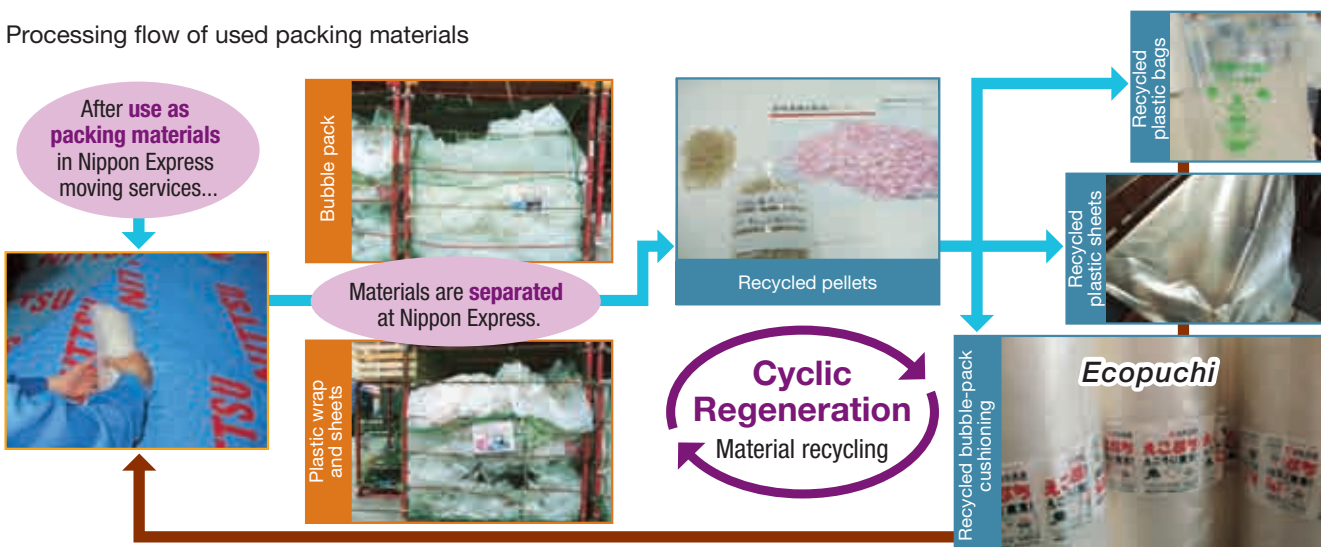 Processing flow of used packing materials
After use as
packing materials
in Nippon Express
moving services...
NITTSU
Bubble pack
Materials are separated
at Nippon Express.
Plastic wrap
and sheets
Recycled pellets
Cyclic
Regeneration
Material recycling
Recycled
plastic bags
Recycled
plastic sheets
Recycled bubble-pack
cushioning
Ecopuchi